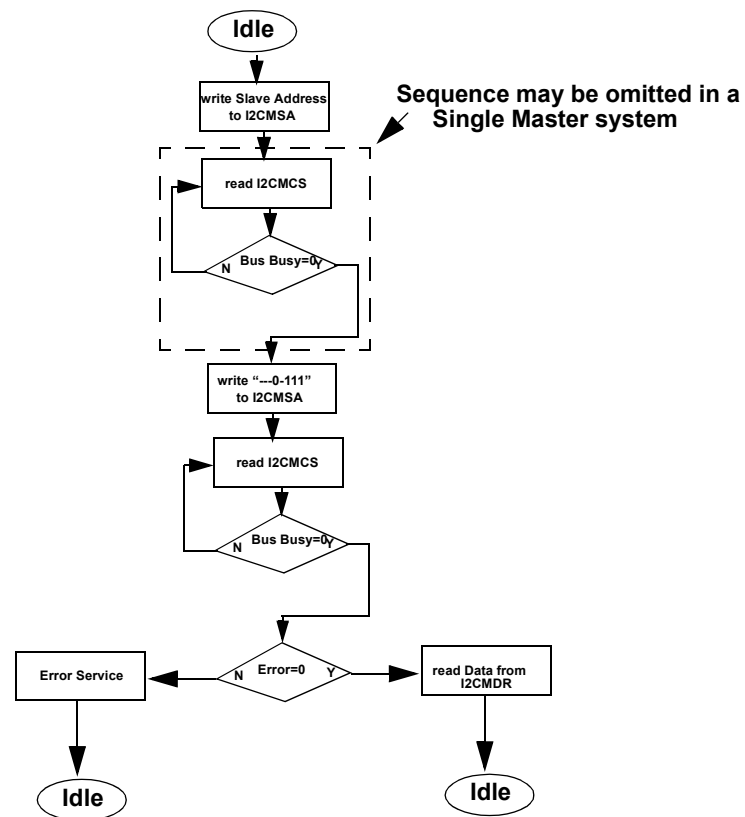 Idle
write Slave Address
to I2CMSA
Sequence may be omitted in a
Single Master system
read I2CMCS
Bus Busy=0
N
Y
write “---0-111”
to I2CMSA
read I2CMCS
Bus Busy=0
N
Y
Error Service
N
Error=0
Y
read Data from
I2CMDR
Idle
Idle